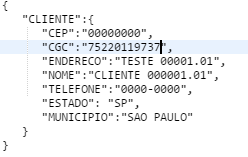 {
"CLIENTE":{
"CEP":"00000000",
"CGC":"75220119737",
"ENDERECO":"TESTE 00001.01",
"NOME":"CLIENTE 000001.01",
"TELEFONE":"0000-0000",
"ESTADO": "SP",
"MUNICIPIO":"SAO PAULO"
}
}